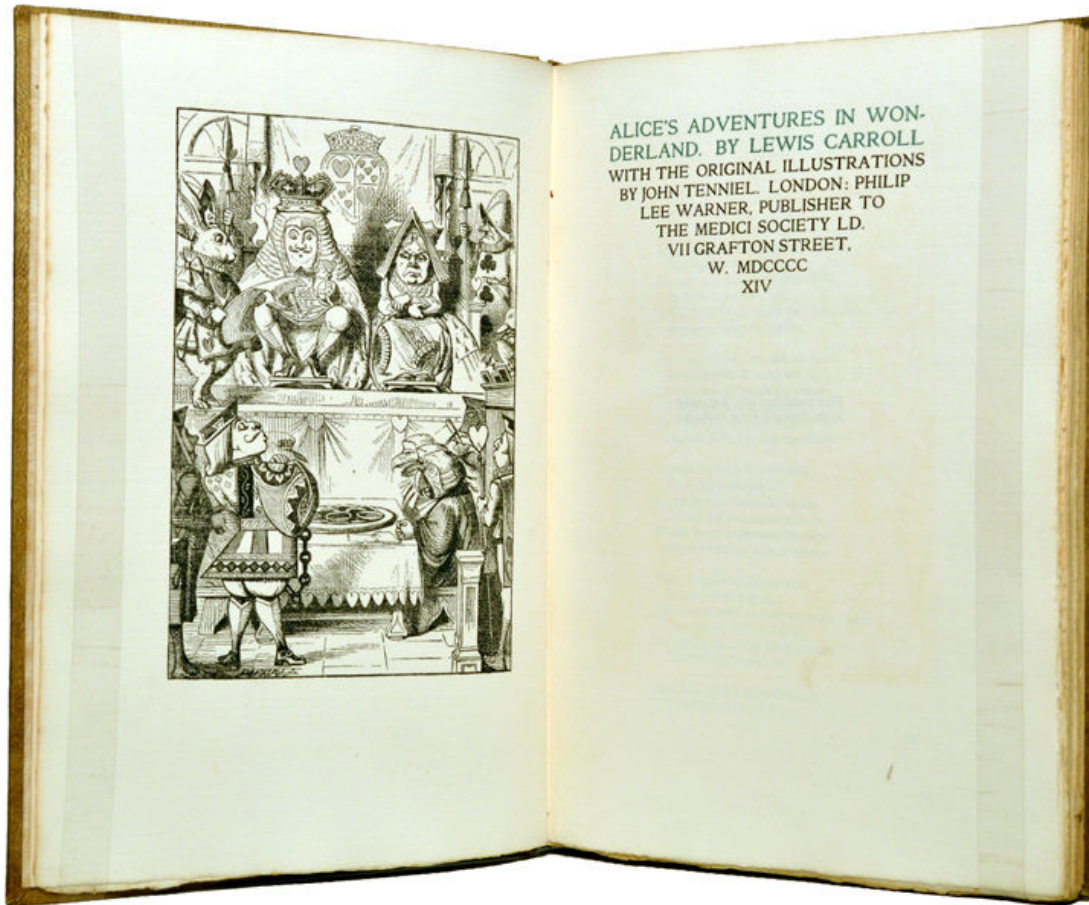 ALICE'S ADVENTURES IN WON-
DERLAND. BY LEWIS CARROLL
WITH THE ORIGINAL ILLUSTRATIONS
BY JOHN TENNIEL. LONDON: PHILIP
LEE WARNER, PUBLISHER TO
THE MEDICI SOCIETY LD.
VII GRAFTON STREET,
W. MDCCCC
XIV